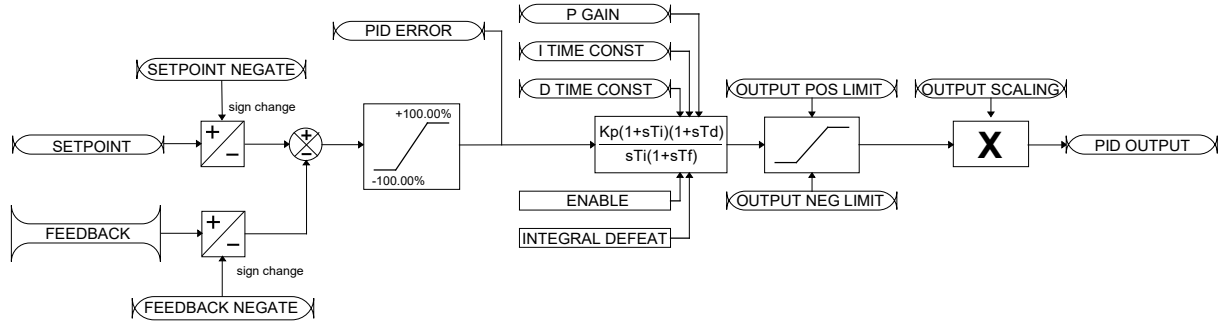 P GAIN
PID ERROR
I TIME CONST
SETPOINT NEGATE
D TIME CONST
OUTPUT POS LIMIT
OUTPUT SCALING
sign change
+100.00%
+
+
Kp(1+sTi)(1+sTd)
SETPOINT
−
−
sTi(1+sTf)
X
PID OUTPUT
-100.00%
ENABLE
OUTPUT NEG LIMIT
+
FEEDBACK
−
INTEGRAL DEFEAT
sign change
FEEDBACK NEGATE